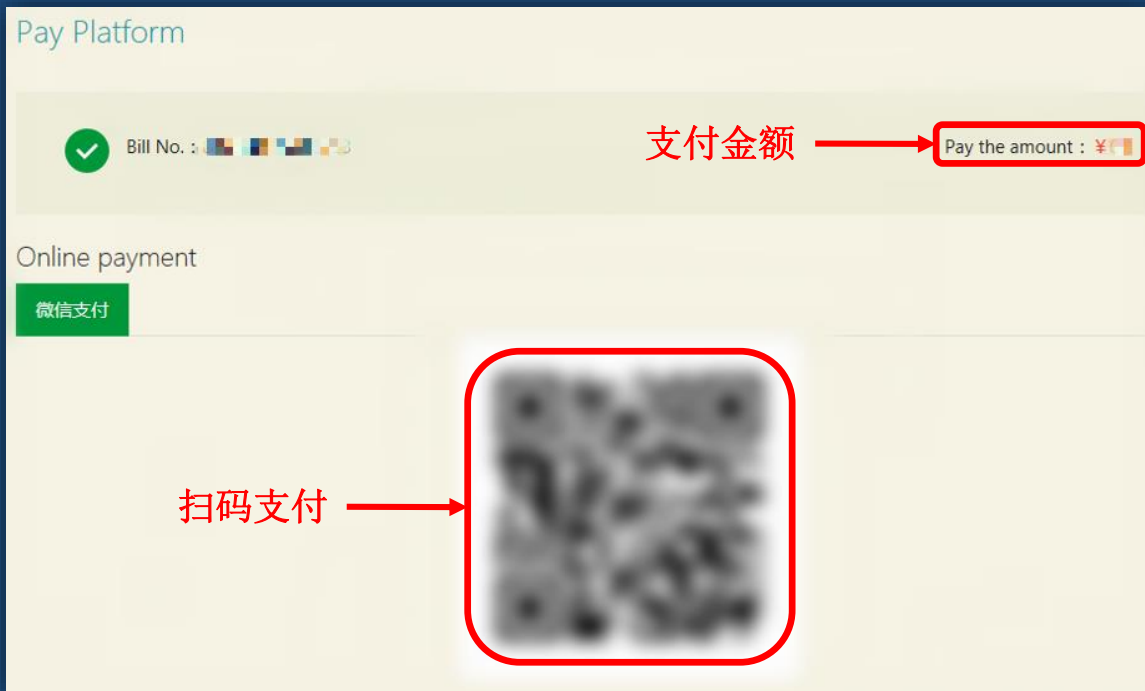 Pay Platform
Bill No. :
支付金额
Pay the amount : ¥
Online payment
微信支付
扫码支付